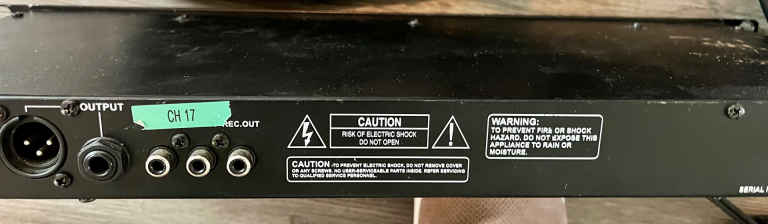 OUTPUT
CH 17
REC.OUT
CAUTION
RISK OF ELECTRIC SHOCK
DO NOT OPEN
CAUTION -TO PREVENT ELECTRIC SHOCK, DO NOT REMOVE COVER
OR ANY SCREWS. NO USER-SERVICEABLE PARTS INSIDE. REFER SERVICING
TO QUALIFIED SERVICE PERSONNEL.
WARNING:
TO PREVENT FIRE OR SHOCK
HAZARD. DO NOT EXPOSE THIS
APPLIANCE TO RAIN OR
MOISTURE.
SERIAL